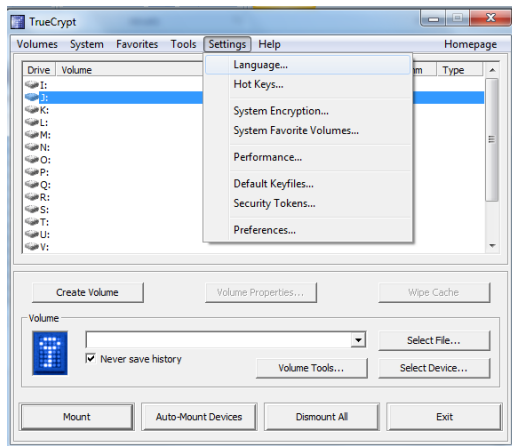 TrueCrypt
Volumes System Favorites Tools Settings Help Homepage
Drive Volume Type
I:
J:
K:
L:
M:
N:
O:
P:
Q:
R:
S:
T:
U:
V:
Language...
Hot Keys...
System Encryption...
System Favorite Volumes...
Performance...
Default Keyfiles...
Security Tokens...
Preferences...
Create Volume Volume Properties... Wipe Cache
Volume
Select File...
Never save history
Volume Tools... Select Device...
Mount Auto-Mount Devices Dismount All Exit